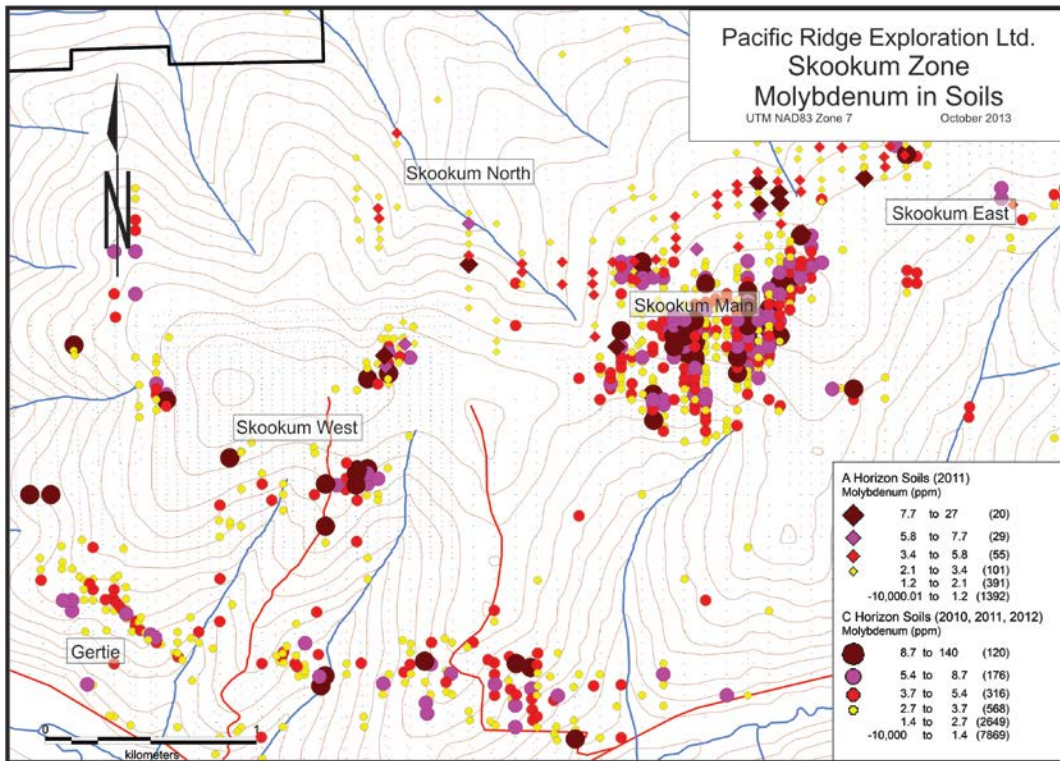 Pacific Ridge Exploration Ltd.
Skookum Zone
Molybdenum in Soils
UTM NAD83 Zone 7 October 2013
N
Skookum North
Skookum East
Skookum Main
Skookum West
Gertie
0 1
kilometers
A Horizon Soils (2011)
Molybdenum (ppm)
7.7 to 27 (20)
5.8 to 7.7 (29)
3.4 to 5.8 (55)
2.1 to 3.4 (101)
1.2 to 2.1 (391)
-10,000.01 to 1.2 (1392)
C Horizon Soils (2010, 2011, 2012)
Molybdenum (ppm)
8.7 to 140 (120)
5.4 to 8.7 (176)
3.7 to 5.4 (316)
2.7 to 3.7 (568)
1.4 to 2.7 (2649)
-10,000 to 1.4 (7869)